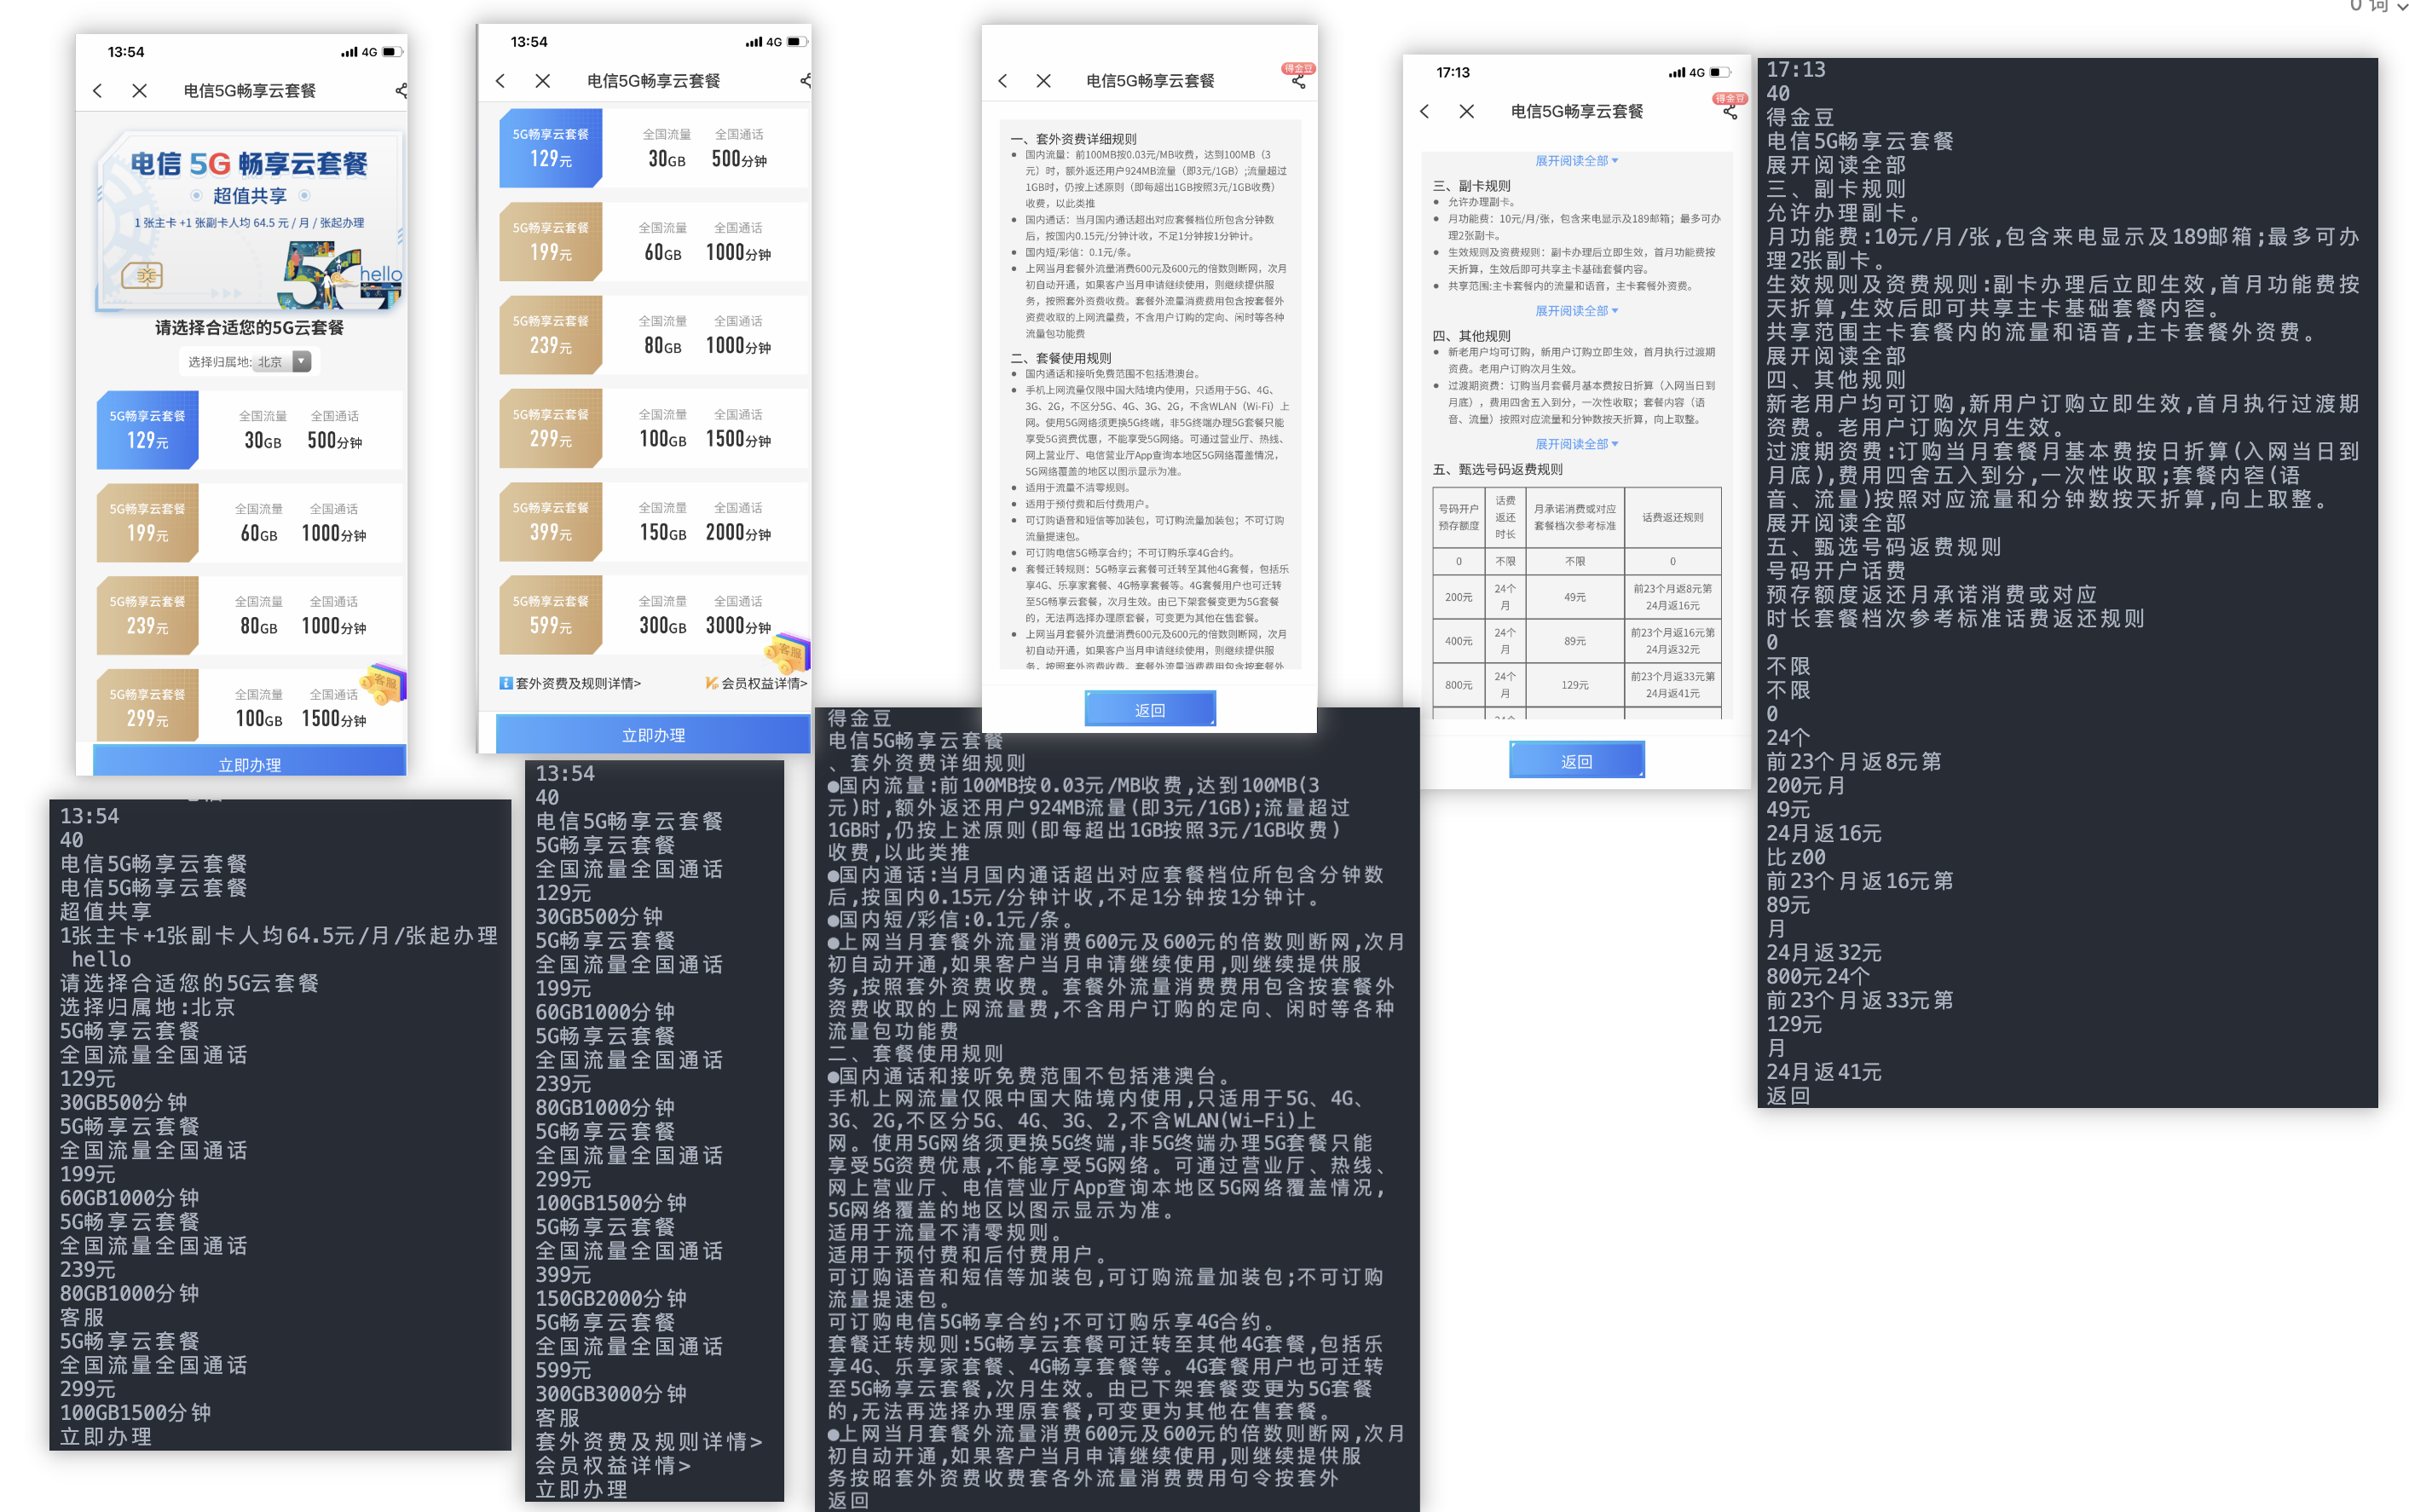 0 词
13:54
4G
电信5G畅享云套餐
电信 5G 畅享云套餐
超值共享
1 张主卡 +1 张副卡人均 64.5 元 / 月 / 张起办理
hello
请选择合适您的5G云套餐
选择归属地: 北京
5G畅享云套餐 全国流量 全国通话
129元 30GB 500分钟
5G畅享云套餐 全国流量 全国通话
199元 60GB 1000分钟
5G畅享云套餐 全国流量 全国通话
239元 80GB 1000分钟
客服
5G畅享云套餐 全国流量 全国通话
299元 100GB 1500分钟
立即办理
13:54
4G
电信5G畅享云套餐
5G畅享云套餐 全国流量 全国通话
129元 30GB 500分钟
5G畅享云套餐 全国流量 全国通话
199元 60GB 1000分钟
5G畅享云套餐 全国流量 全国通话
239元 80GB 1000分钟
5G畅享云套餐 全国流量 全国通话
299元 100GB 1500分钟
5G畅享云套餐 全国流量 全国通话
399元 150GB 2000分钟
5G畅享云套餐 全国流量 全国通话
599元 300GB 3000分钟
客服
套外资费及规则详情> 会员权益详情>
立即办理
得金豆
电信5G畅享云套餐
一、套外资费详细规则
● 国内流量：前100MB按0.03元/MB收费，达到100MB（3
元）时，额外返还用户924MB流量（即3元/1GB）;流量超过
1GB时，仍按上述原则（即每超出1GB按照3元/1GB收费）
收费，以此类推
● 国内通话：当月国内通话超出对应套餐档位所包含分钟数
后，按国内0.15元/分钟计收，不足1分钟按1分钟计。
● 国内短/彩信：0.1元/条。
● 上网当月套餐外流量消费600元及600元的倍数则断网，次月
初自动开通，如果客户当月申请继续使用，则继续提供服
务，按照套外资费收费。套餐外流量消费费用包含按套餐外
资费收取的上网流量费，不含用户订购的定向、闲时等各种
流量包功能费
二、套餐使用规则
● 国内通话和接听免费范围不包括港澳台。
● 手机上网流量仅限中国大陆境内使用，只适用于5G、4G、
3G、2G，不区分5G、4G、3G、2G，不含WLAN（Wi-Fi）上
网。使用5G网络须更换5G终端，非5G终端办理5G套餐只能
享受5G资费优惠，不能享受5G网络。可通过营业厅、热线、
网上营业厅、电信营业厅App查询本地区5G网络覆盖情况，
5G网络覆盖的地区以图示显示为准。
● 适用于流量不清零规则。
● 适用于预付费和后付费用户。
● 可订购语音和短信等加装包，可订购流量加装包；不可订购
流量提速包。
● 可订购电信5G畅享合约；不可订购乐享4G合约。
● 套餐迁转规则：5G畅享云套餐可迁转至其他4G套餐，包括乐
享4G、乐享家套餐、4G畅享套餐等。4G套餐用户也可迁转
至5G畅享云套餐，次月生效。由已下架套餐变更为5G套餐
的，无法再选择办理原套餐，可变更为其他在售套餐。
● 上网当月套餐外流量消费600元及600元的倍数则断网，次月
初自动开通，如果客户当月申请继续使用，则继续提供服
务，按照套外资费收费。套餐外流量消费费用包含按套餐外
返回
17:13
4G
得金豆
电信5G畅享云套餐
展开阅读全部
三、副卡规则
● 允许办理副卡。
● 月功能费：10元/月/张，包含来电显示及189邮箱；最多可办
理2张副卡。
● 生效规则及资费规则：副卡办理后立即生效，首月功能费按
天折算，生效后即可共享主卡基础套餐内容。
● 共享范围:主卡套餐内的流量和语音，主卡套餐外资费。
展开阅读全部
四、其他规则
● 新老用户均可订购，新用户订购立即生效，首月执行过渡期
资费。老用户订购次月生效。
● 过渡期资费：订购当月套餐月基本费按日折算（入网当日到
月底），费用四舍五入到分，一次性收取；套餐内容（语
音、流量）按照对应流量和分钟数按天折算，向上取整。
展开阅读全部
五、甄选号码返费规则
号码开户预存额度 话费返还时长 月承诺消费或对应套餐档次参考标准 话费返还规则
0 不限 不限 0
200元 24个月 49元 前23个月返8元第24月返16元
400元 24个月 89元 前23个月返16元第24月返32元
800元 24个月 129元 前23个月返33元第24月返41元
24个
返回
17:13
40
得金豆
电信5G畅享云套餐
展开阅读全部
三、副卡规则
允许办理副卡。
月功能费:10元/月/张,包含来电显示及189邮箱;最多可办
理2张副卡。
生效规则及资费规则:副卡办理后立即生效,首月功能费按
天折算,生效后即可共享主卡基础套餐内容。
共享范围主卡套餐内的流量和语音,主卡套餐外资费。
展开阅读全部
四、其他规则
新老用户均可订购,新用户订购立即生效,首月执行过渡期
资费。老用户订购次月生效。
过渡期资费:订购当月套餐月基本费按日折算(入网当日到
月底),费用四舍五入到分,一次性收取;套餐内容(语
音、流量)按照对应流量和分钟数按天折算,向上取整。
展开阅读全部
五、甄选号码返费规则
号码开户话费
预存额度返还月承诺消费或对应
时长套餐档次参考标准话费返还规则
0
不限
不限
0
24个
前23个月返8元第
200元月
49元
24月返16元
比z00
前23个月返16元第
89元
月
24月返32元
800元24个
前23个月返33元第
129元
月
24月返41元
返回
13:54
40
电信5G畅享云套餐
电信5G畅享云套餐
超值共享
1张主卡+1张副卡人均64.5元/月/张起办理
hello
请选择合适您的5G云套餐
选择归属地:北京
5G畅享云套餐
全国流量全国通话
129元
30GB500分钟
5G畅享云套餐
全国流量全国通话
199元
60GB1000分钟
5G畅享云套餐
全国流量全国通话
239元
80GB1000分钟
客服
5G畅享云套餐
全国流量全国通话
299元
100GB1500分钟
立即办理
13:54
40
电信5G畅享云套餐
5G畅享云套餐
全国流量全国通话
129元
30GB500分钟
5G畅享云套餐
全国流量全国通话
199元
60GB1000分钟
5G畅享云套餐
全国流量全国通话
239元
80GB1000分钟
5G畅享云套餐
全国流量全国通话
299元
100GB1500分钟
5G畅享云套餐
全国流量全国通话
399元
150GB2000分钟
5G畅享云套餐
全国流量全国通话
599元
300GB3000分钟
客服
套外资费及规则详情>
会员权益详情>
立即办理
得金豆
电信5G畅享云套餐
、套外资费详细规则
●国内流量:前100MB按0.03元/MB收费,达到100MB(3
元)时,额外返还用户924MB流量(即3元/1GB);流量超过
1GB时,仍按上述原则(即每超出1GB按照3元/1GB收费)
收费,以此类推
●国内通话:当月国内通话超出对应套餐档位所包含分钟数
后,按国内0.15元/分钟计收,不足1分钟按1分钟计。
●国内短/彩信:0.1元/条。
●上网当月套餐外流量消费600元及600元的倍数则断网,次月
初自动开通,如果客户当月申请继续使用,则继续提供服
务,按照套外资费收费。套餐外流量消费费用包含按套餐外
资费收取的上网流量费,不含用户订购的定向、闲时等各种
流量包功能费
二、套餐使用规则
●国内通话和接听免费范围不包括港澳台。
手机上网流量仅限中国大陆境内使用,只适用于5G、4G、
3G、2G,不区分5G、4G、3G、2,不含WLAN(Wi-Fi)上
网。使用5G网络须更换5G终端,非5G终端办理5G套餐只能
享受5G资费优惠,不能享受5G网络。可通过营业厅、热线、
网上营业厅、电信营业厅App查询本地区5G网络覆盖情况,
5G网络覆盖的地区以图示显示为准。
适用于流量不清零规则。
适用于预付费和后付费用户。
可订购语音和短信等加装包,可订购流量加装包;不可订购
流量提速包。
可订购电信5G畅享合约;不可订购乐享4G合约。
套餐迁转规则:5G畅享云套餐可迁转至其他4G套餐,包括乐
享4G、乐享家套餐、4G畅享套餐等。4G套餐用户也可迁转
至5G畅享云套餐,次月生效。由已下架套餐变更为5G套餐
的,无法再选择办理原套餐,可变更为其他在售套餐。
●上网当月套餐外流量消费600元及600元的倍数则断网,次月
初自动开通,如果客户当月申请继续使用,则继续提供服
务按昭套外资费收费套各外流量消费费用句令按套外
返回